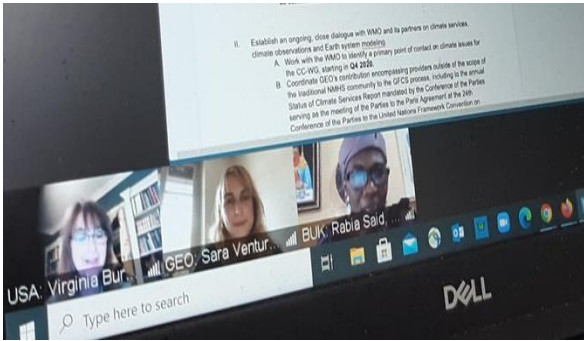 II. Establish an ongoing, close dialogue with WMO and its partners on climate services,
climate observations and Earth system modeling.
A. Work with the WMO to identify a primary point of contact on climate issues for
the CC-WG, starting in Q4 2020.
B. Coordinate GEO's contribution encompassing providers outside of the scope of
the traditional NMHS community to the GFCS process, including to the annual
Status of Climate Services Report mandated by the Conference of the Parties
serving as the meeting of the Parties to the Paris Agreement at the 24th
Conference of the Parties to the United Nations Framework Convention on
USA: Virginia Bur...
GEO: Sara Ventur...
BUK: Rabia Said, ...
Type here to search
DELL